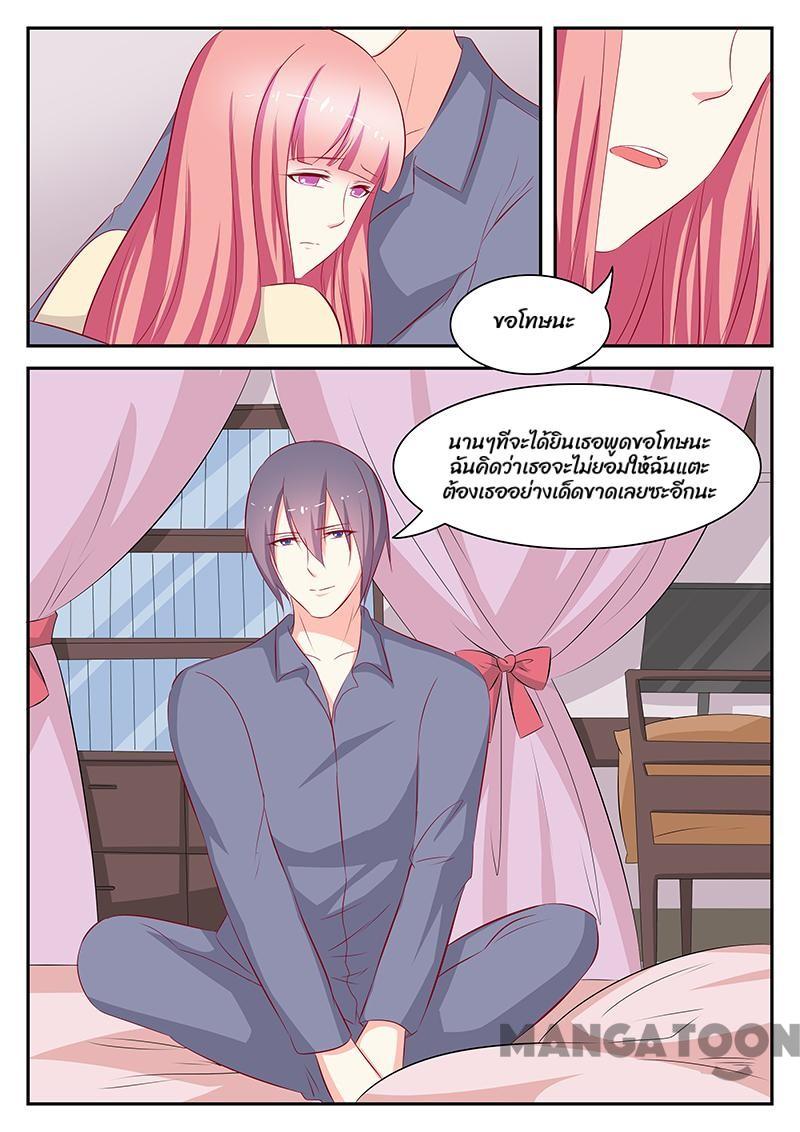 ขอโทษนะ
นานๆทีจะได้ยินเธอพูดขอโทษนะ
ฉันคิดว่าเธอจะไม่ยอมให้ฉันแตะ
ต้องเธออย่างเด็ดขาดเลยซะอีกนะ
MANGATOON